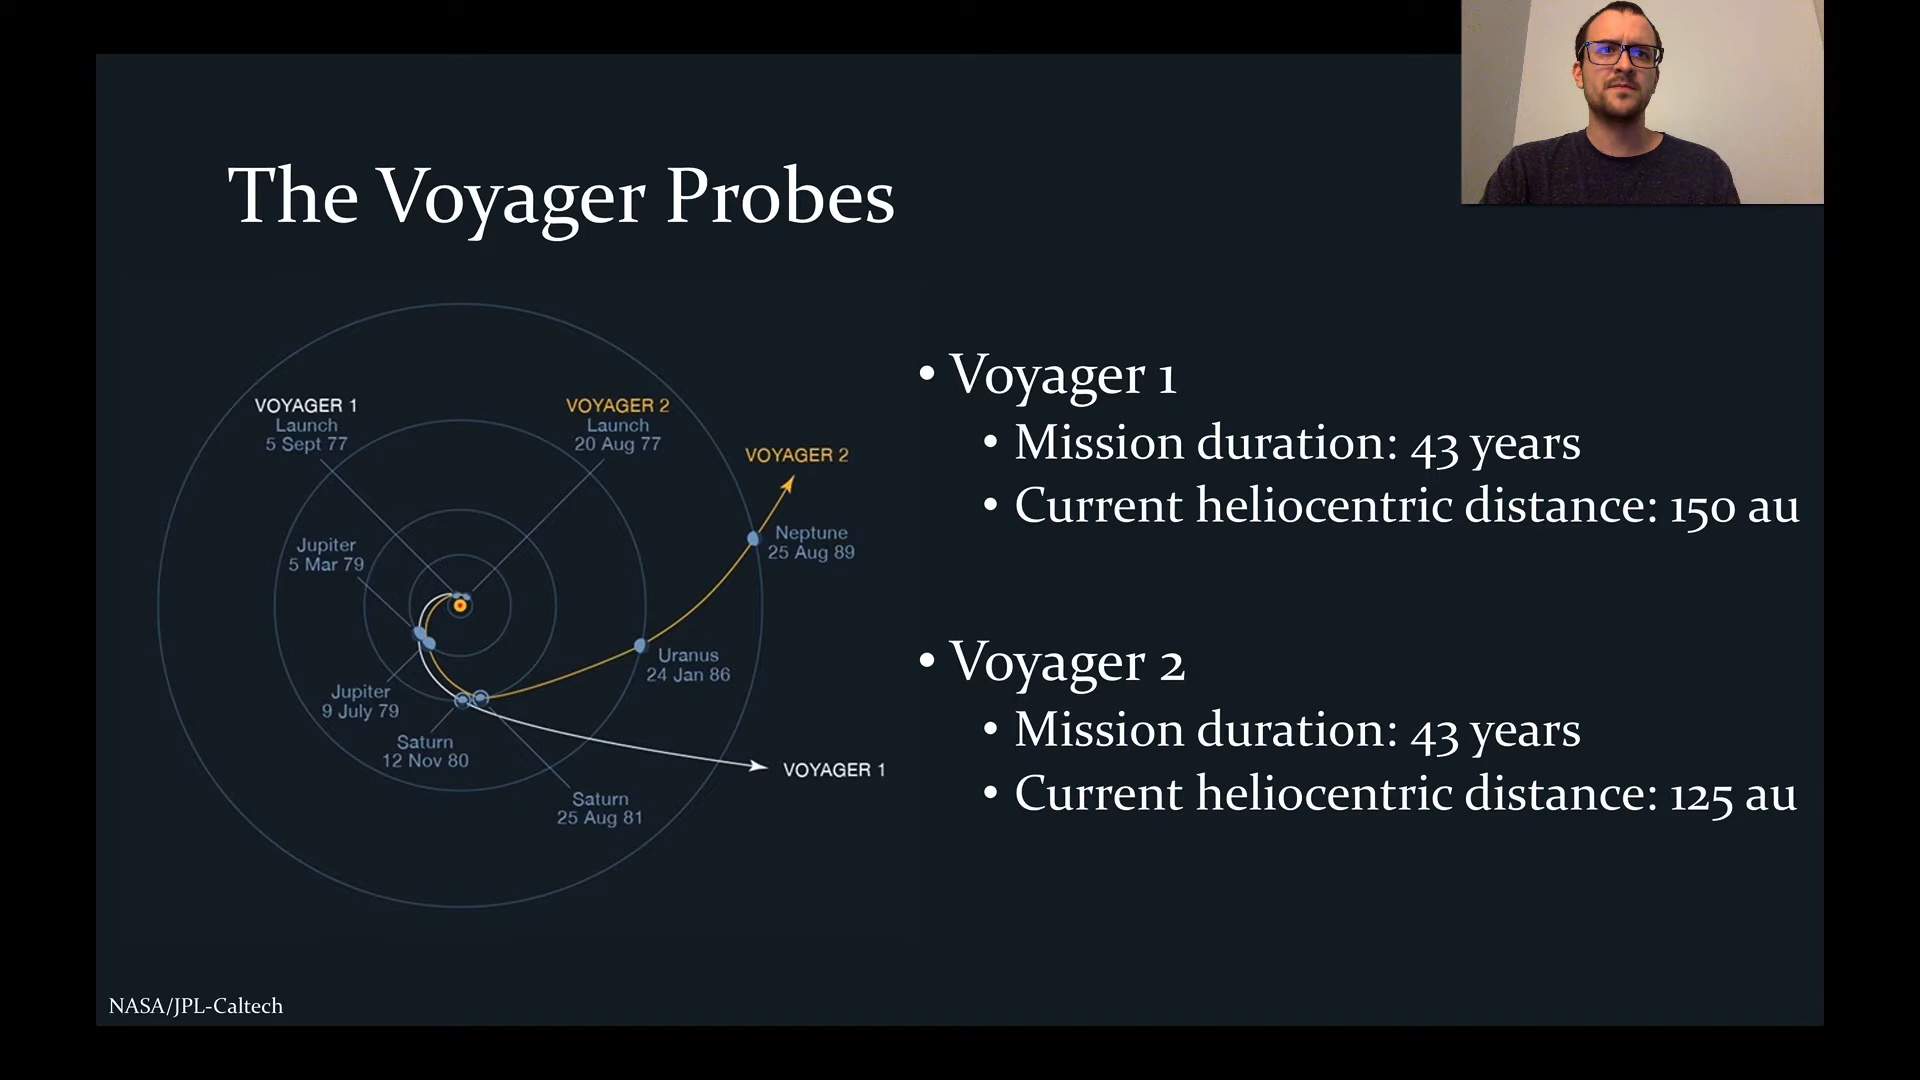 The Voyager Probes
VOYAGER 1
Launch
5 Sept 77
VOYAGER 2
Launch
20 Aug 77
VOYAGER 2
Neptune
25 Aug 89
Jupiter
5 Mar 79
Uranus
24 Jan 86
Jupiter
9 July 79
Saturn
12 Nov 80
VOYAGER 1
Saturn
25 Aug 81
• Voyager 1
• Mission duration: 43 years
• Current heliocentric distance: 150 au
• Voyager 2
• Mission duration: 43 years
• Current heliocentric distance: 125 au
NASA/JPL-Caltech